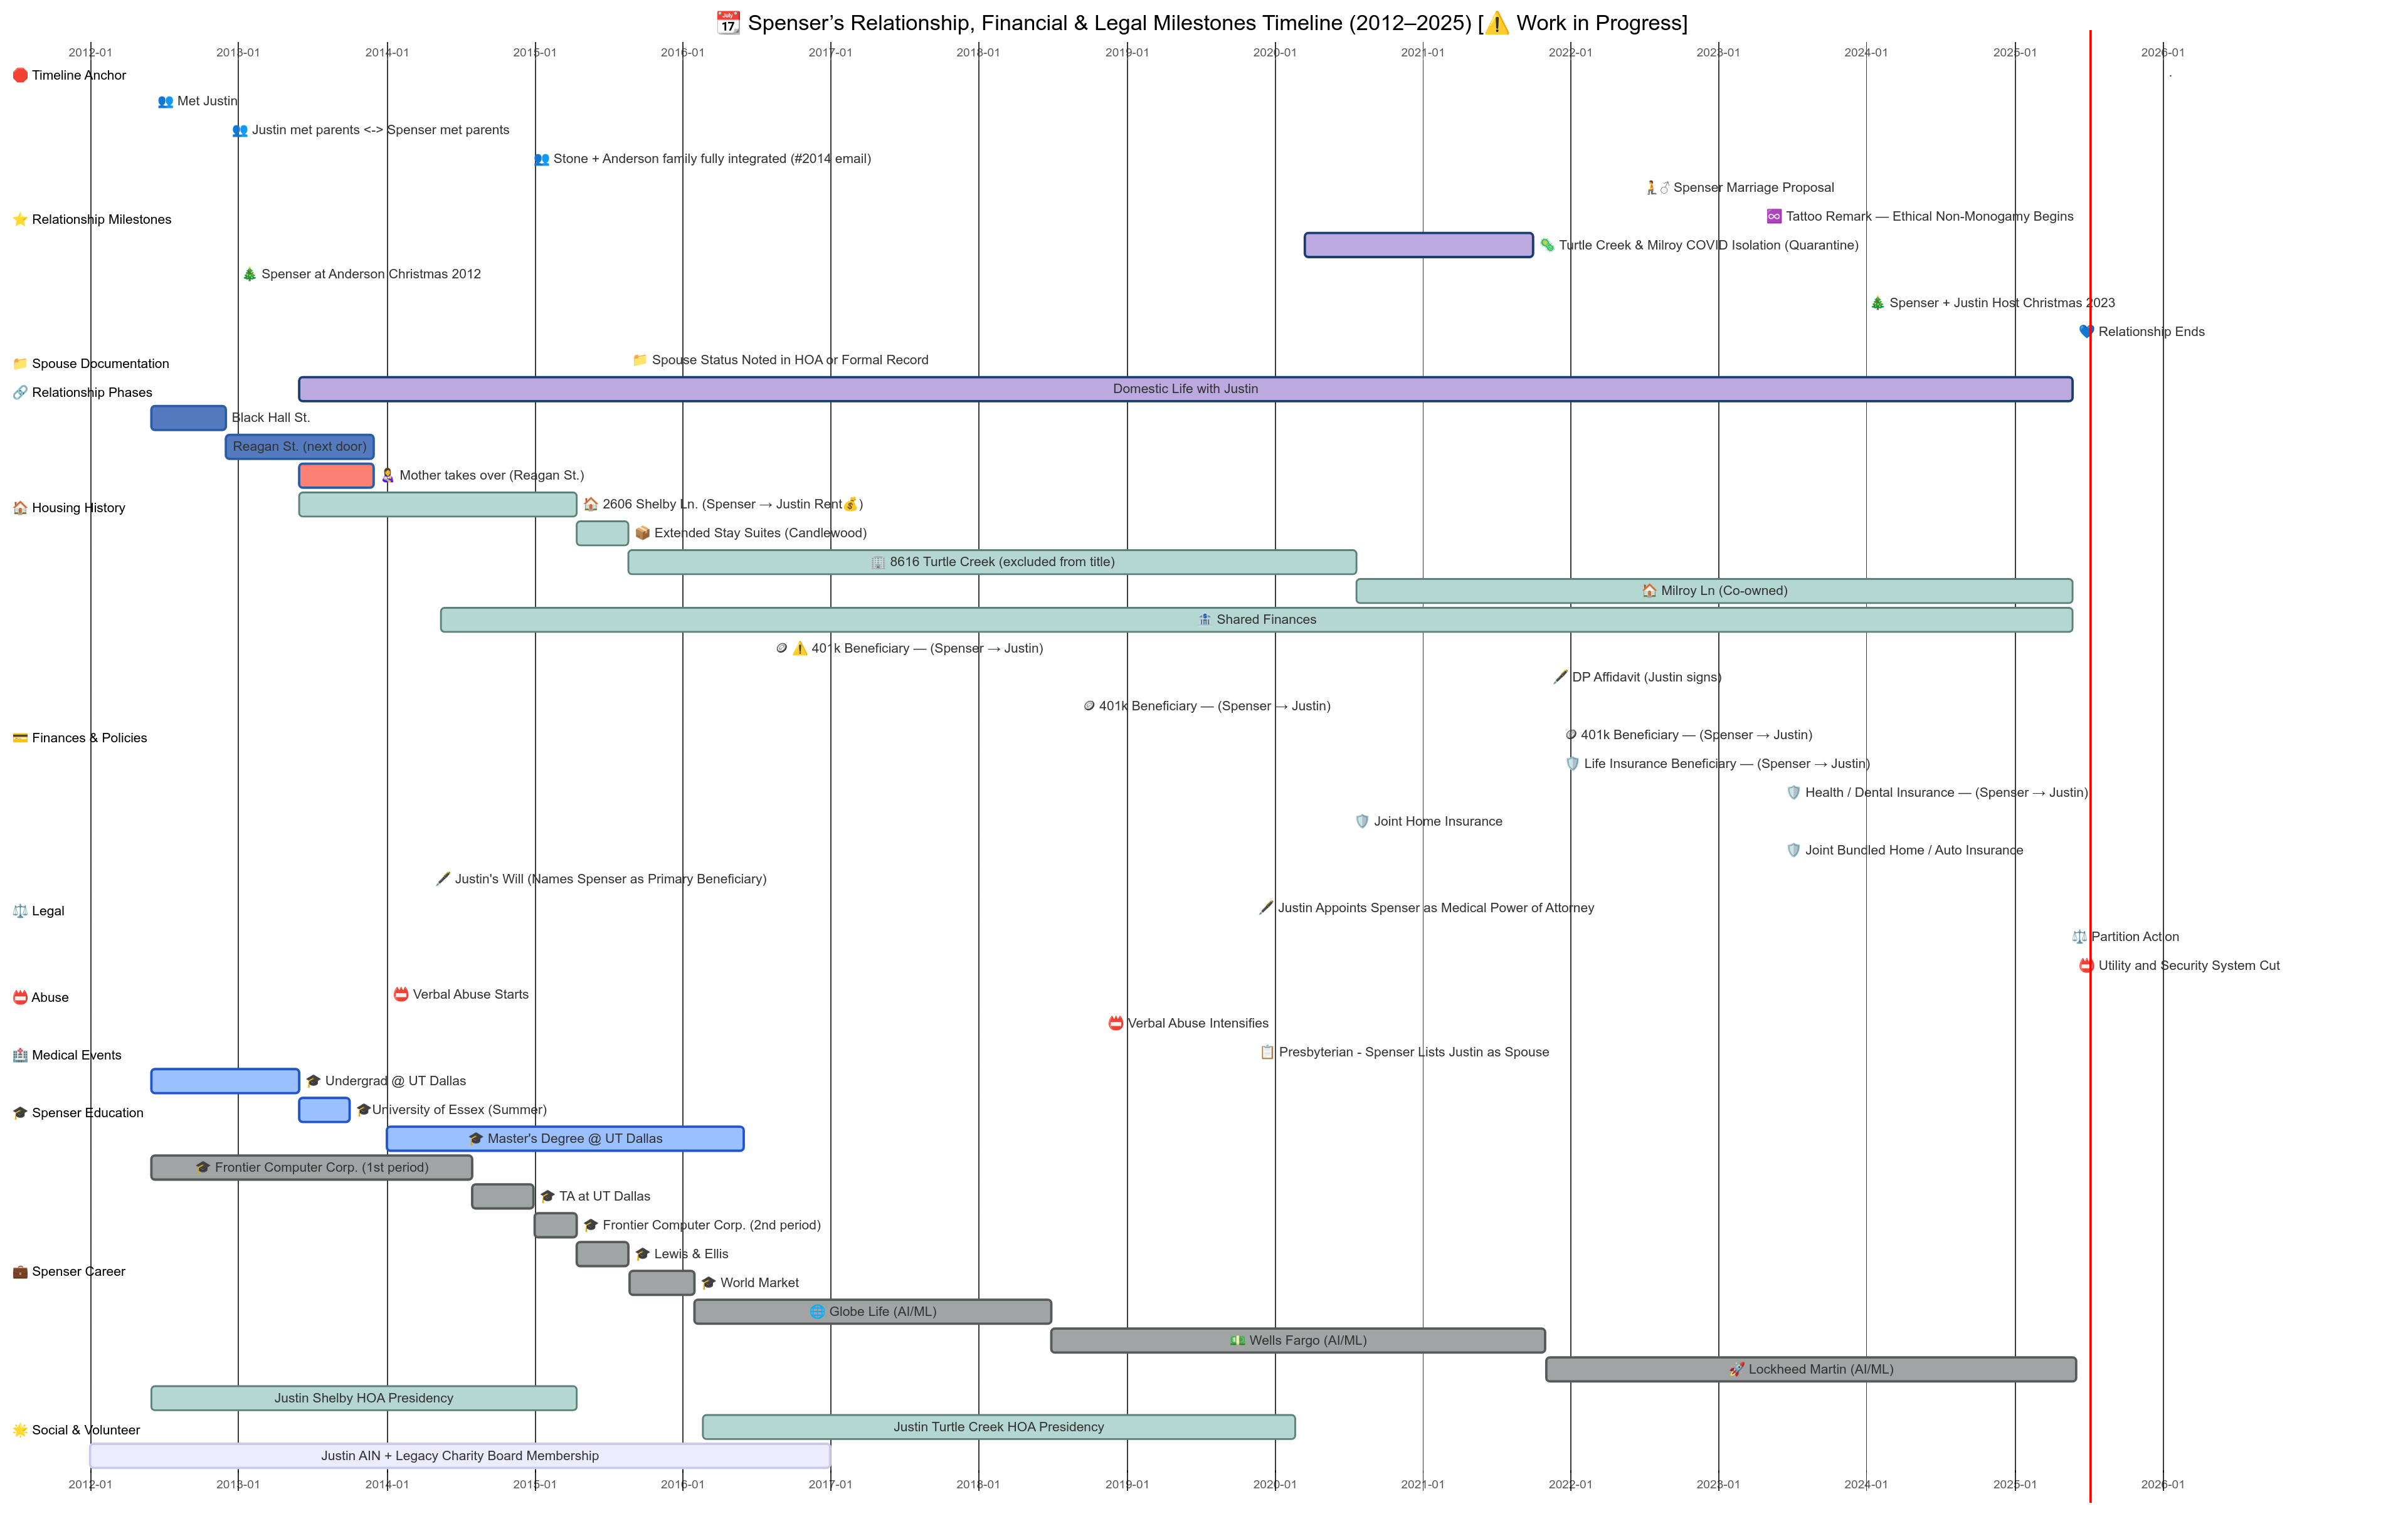 📆 Spenser’s Relationship, Financial & Legal Milestones Timeline (2012–2025) [⚠️ Work in Progress]
2012-01 2013-01 2014-01 2015-01 2016-01 2017-01 2018-01 2019-01 2020-01 2021-01 2022-01 2023-01 2024-01 2025-01 2026-01
🛑 Timeline Anchor
👥 Met Justin
👥 Justin met parents <-> Spenser met parents
👥 Stone + Anderson family fully integrated (#2014 email)
🧎♂ Spenser Marriage Proposal
⭐ Relationship Milestones
♾️ Tattoo Remark — Ethical Non-Monogamy Begins
🦠 Turtle Creek & Milroy COVID Isolation (Quarantine)
🎄 Spenser at Anderson Christmas 2012
🎄 Spenser + Justin Host Christmas 2023
💙 Relationship Ends
📁 Spouse Documentation
📁 Spouse Status Noted in HOA or Formal Record
🔗 Relationship Phases
Domestic Life with Justin
Black Hall St.
Reagan St. (next door)
🤱 Mother takes over (Reagan St.)
🏠 Housing History
🏠 2606 Shelby Ln. (Spenser → Justin Rent💰)
📦 Extended Stay Suites (Candlewood)
🏢 8616 Turtle Creek (excluded from title)
🏠 Milroy Ln (Co-owned)
🏦 Shared Finances
🪙 ⚠️ 401k Beneficiary — (Spenser → Justin)
🖋️ DP Affidavit (Justin signs)
🪙 401k Beneficiary — (Spenser → Justin)
💳 Finances & Policies
🪙 401k Beneficiary — (Spenser → Justin)
🛡️ Life Insurance Beneficiary — (Spenser → Justin)
🛡️ Health / Dental Insurance — (Spenser → Justin)
🛡️ Joint Home Insurance
🛡️ Joint Bundled Home / Auto Insurance
🖋️ Justin's Will (Names Spenser as Primary Beneficiary)
⚖️ Legal
🖋️ Justin Appoints Spenser as Medical Power of Attorney
⚖️ Partition Action
📛 Utility and Security System Cut
📛 Abuse
📛 Verbal Abuse Starts
📛 Verbal Abuse Intensifies
🏥 Medical Events
📋 Presbyterian - Spenser Lists Justin as Spouse
🎓 Undergrad @ UT Dallas
🎓 Spenser Education
🎓University of Essex (Summer)
🎓 Master's Degree @ UT Dallas
🎓 Frontier Computer Corp. (1st period)
🎓 TA at UT Dallas
🎓 Frontier Computer Corp. (2nd period)
🎓 Lewis & Ellis
💼 Spenser Career
🎓 World Market
🌐 Globe Life (AI/ML)
💵 Wells Fargo (AI/ML)
🚀 Lockheed Martin (AI/ML)
Justin Shelby HOA Presidency
🌟 Social & Volunteer
Justin Turtle Creek HOA Presidency
Justin AIN + Legacy Charity Board Membership
2012-01 2013-01 2014-01 2015-01 2016-01 2017-01 2018-01 2019-01 2020-01 2021-01 2022-01 2023-01 2024-01 2025-01 2026-01